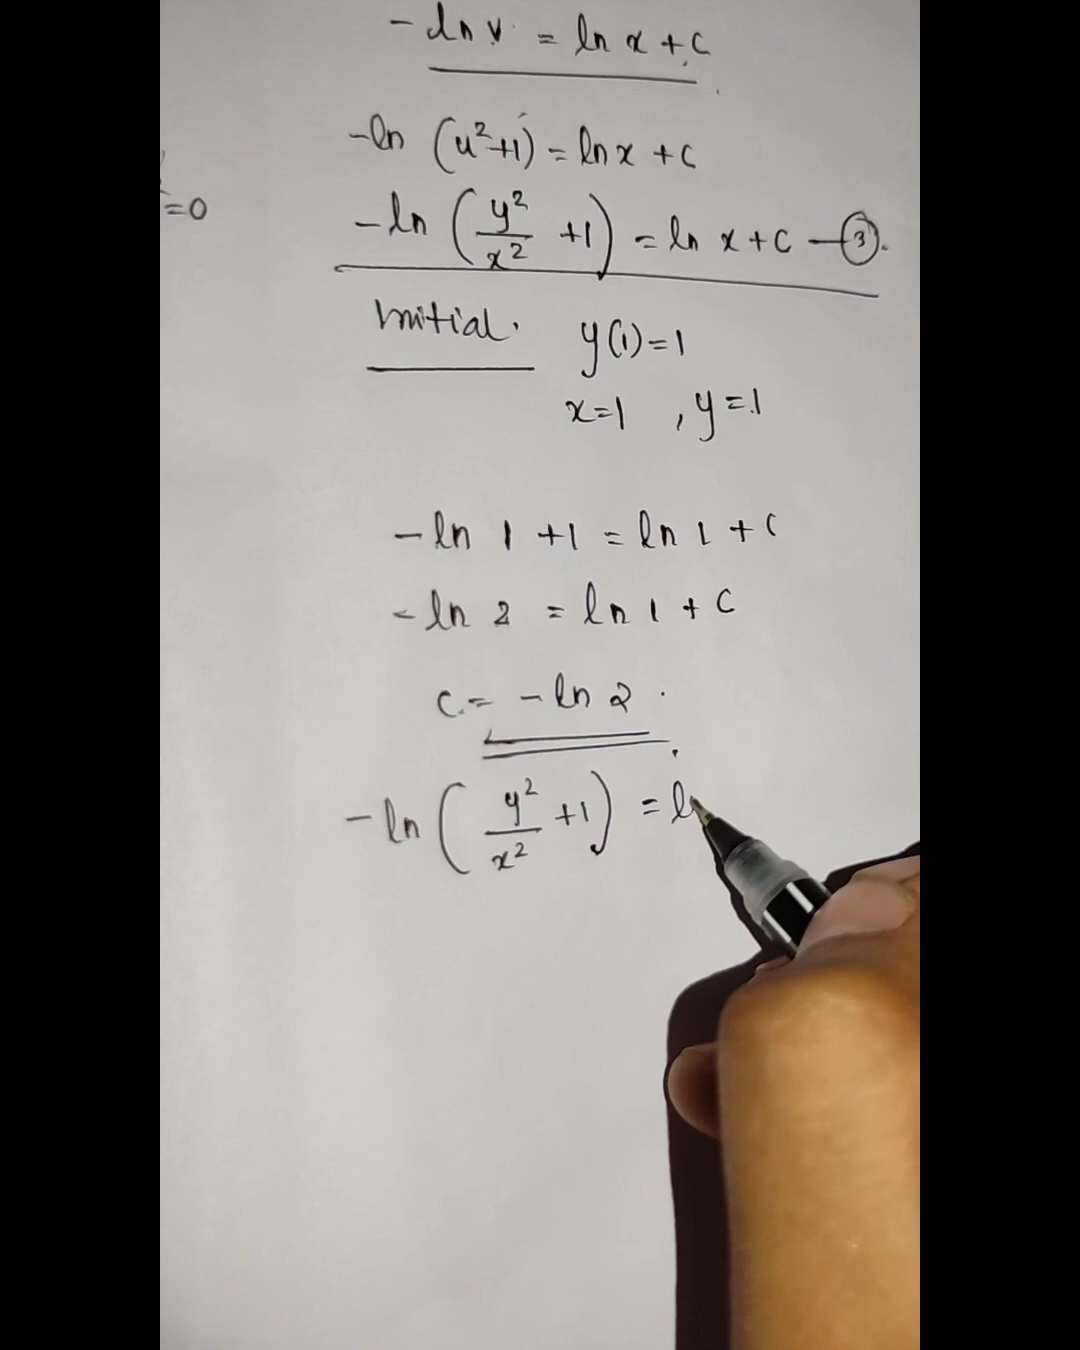 - ln v = ln x + c
-ln (u²+1) = ln x + c
=0
-ln (y²/x² +1) = ln x + c — ③.
Initial. y(1)=1
x=1 , y=1
- ln 1 +1 = ln 1 + c
- ln 2 = ln 1 + c
c = - ln 2.
- ln (y²/x² +1) = ln